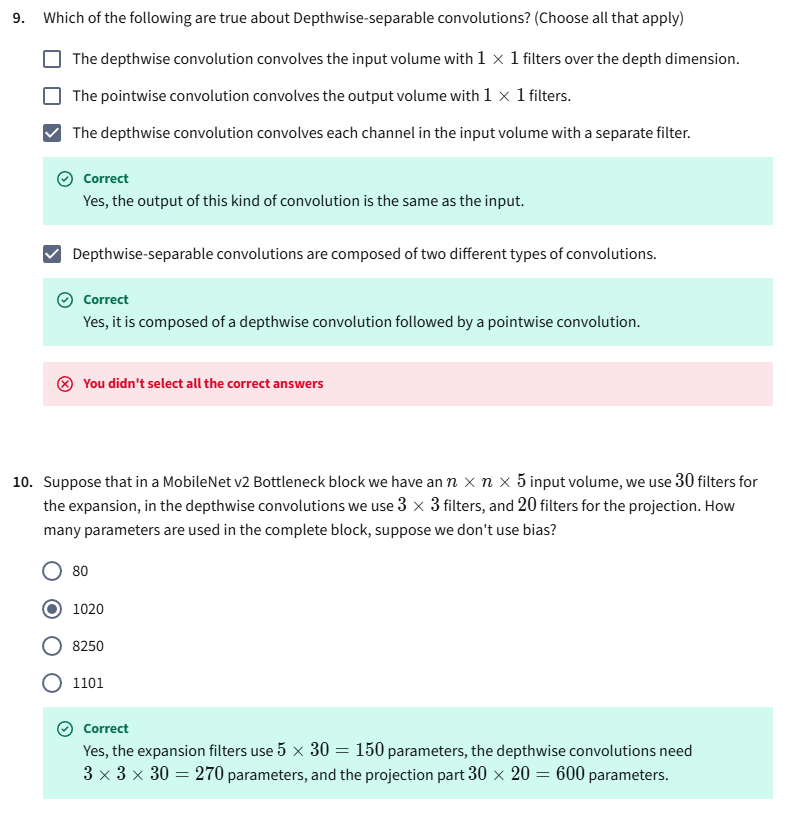 9. Which of the following are true about Depthwise-separable convolutions? (Choose all that apply)
The depthwise convolution convolves the input volume with 1 × 1 filters over the depth dimension.
The pointwise convolution convolves the output volume with 1 × 1 filters.
The depthwise convolution convolves each channel in the input volume with a separate filter.
Correct
Yes, the output of this kind of convolution is the same as the input.
Depthwise-separable convolutions are composed of two different types of convolutions.
Correct
Yes, it is composed of a depthwise convolution followed by a pointwise convolution.
You didn't select all the correct answers
10. Suppose that in a MobileNet v2 Bottleneck block we have an n × n × 5 input volume, we use 30 filters for
the expansion, in the depthwise convolutions we use 3 × 3 filters, and 20 filters for the projection. How
many parameters are used in the complete block, suppose we don't use bias?
80
1020
8250
1101
Correct
Yes, the expansion filters use 5 × 30 = 150 parameters, the depthwise convolutions need
3 × 3 × 30 = 270 parameters, and the projection part 30 × 20 = 600 parameters.